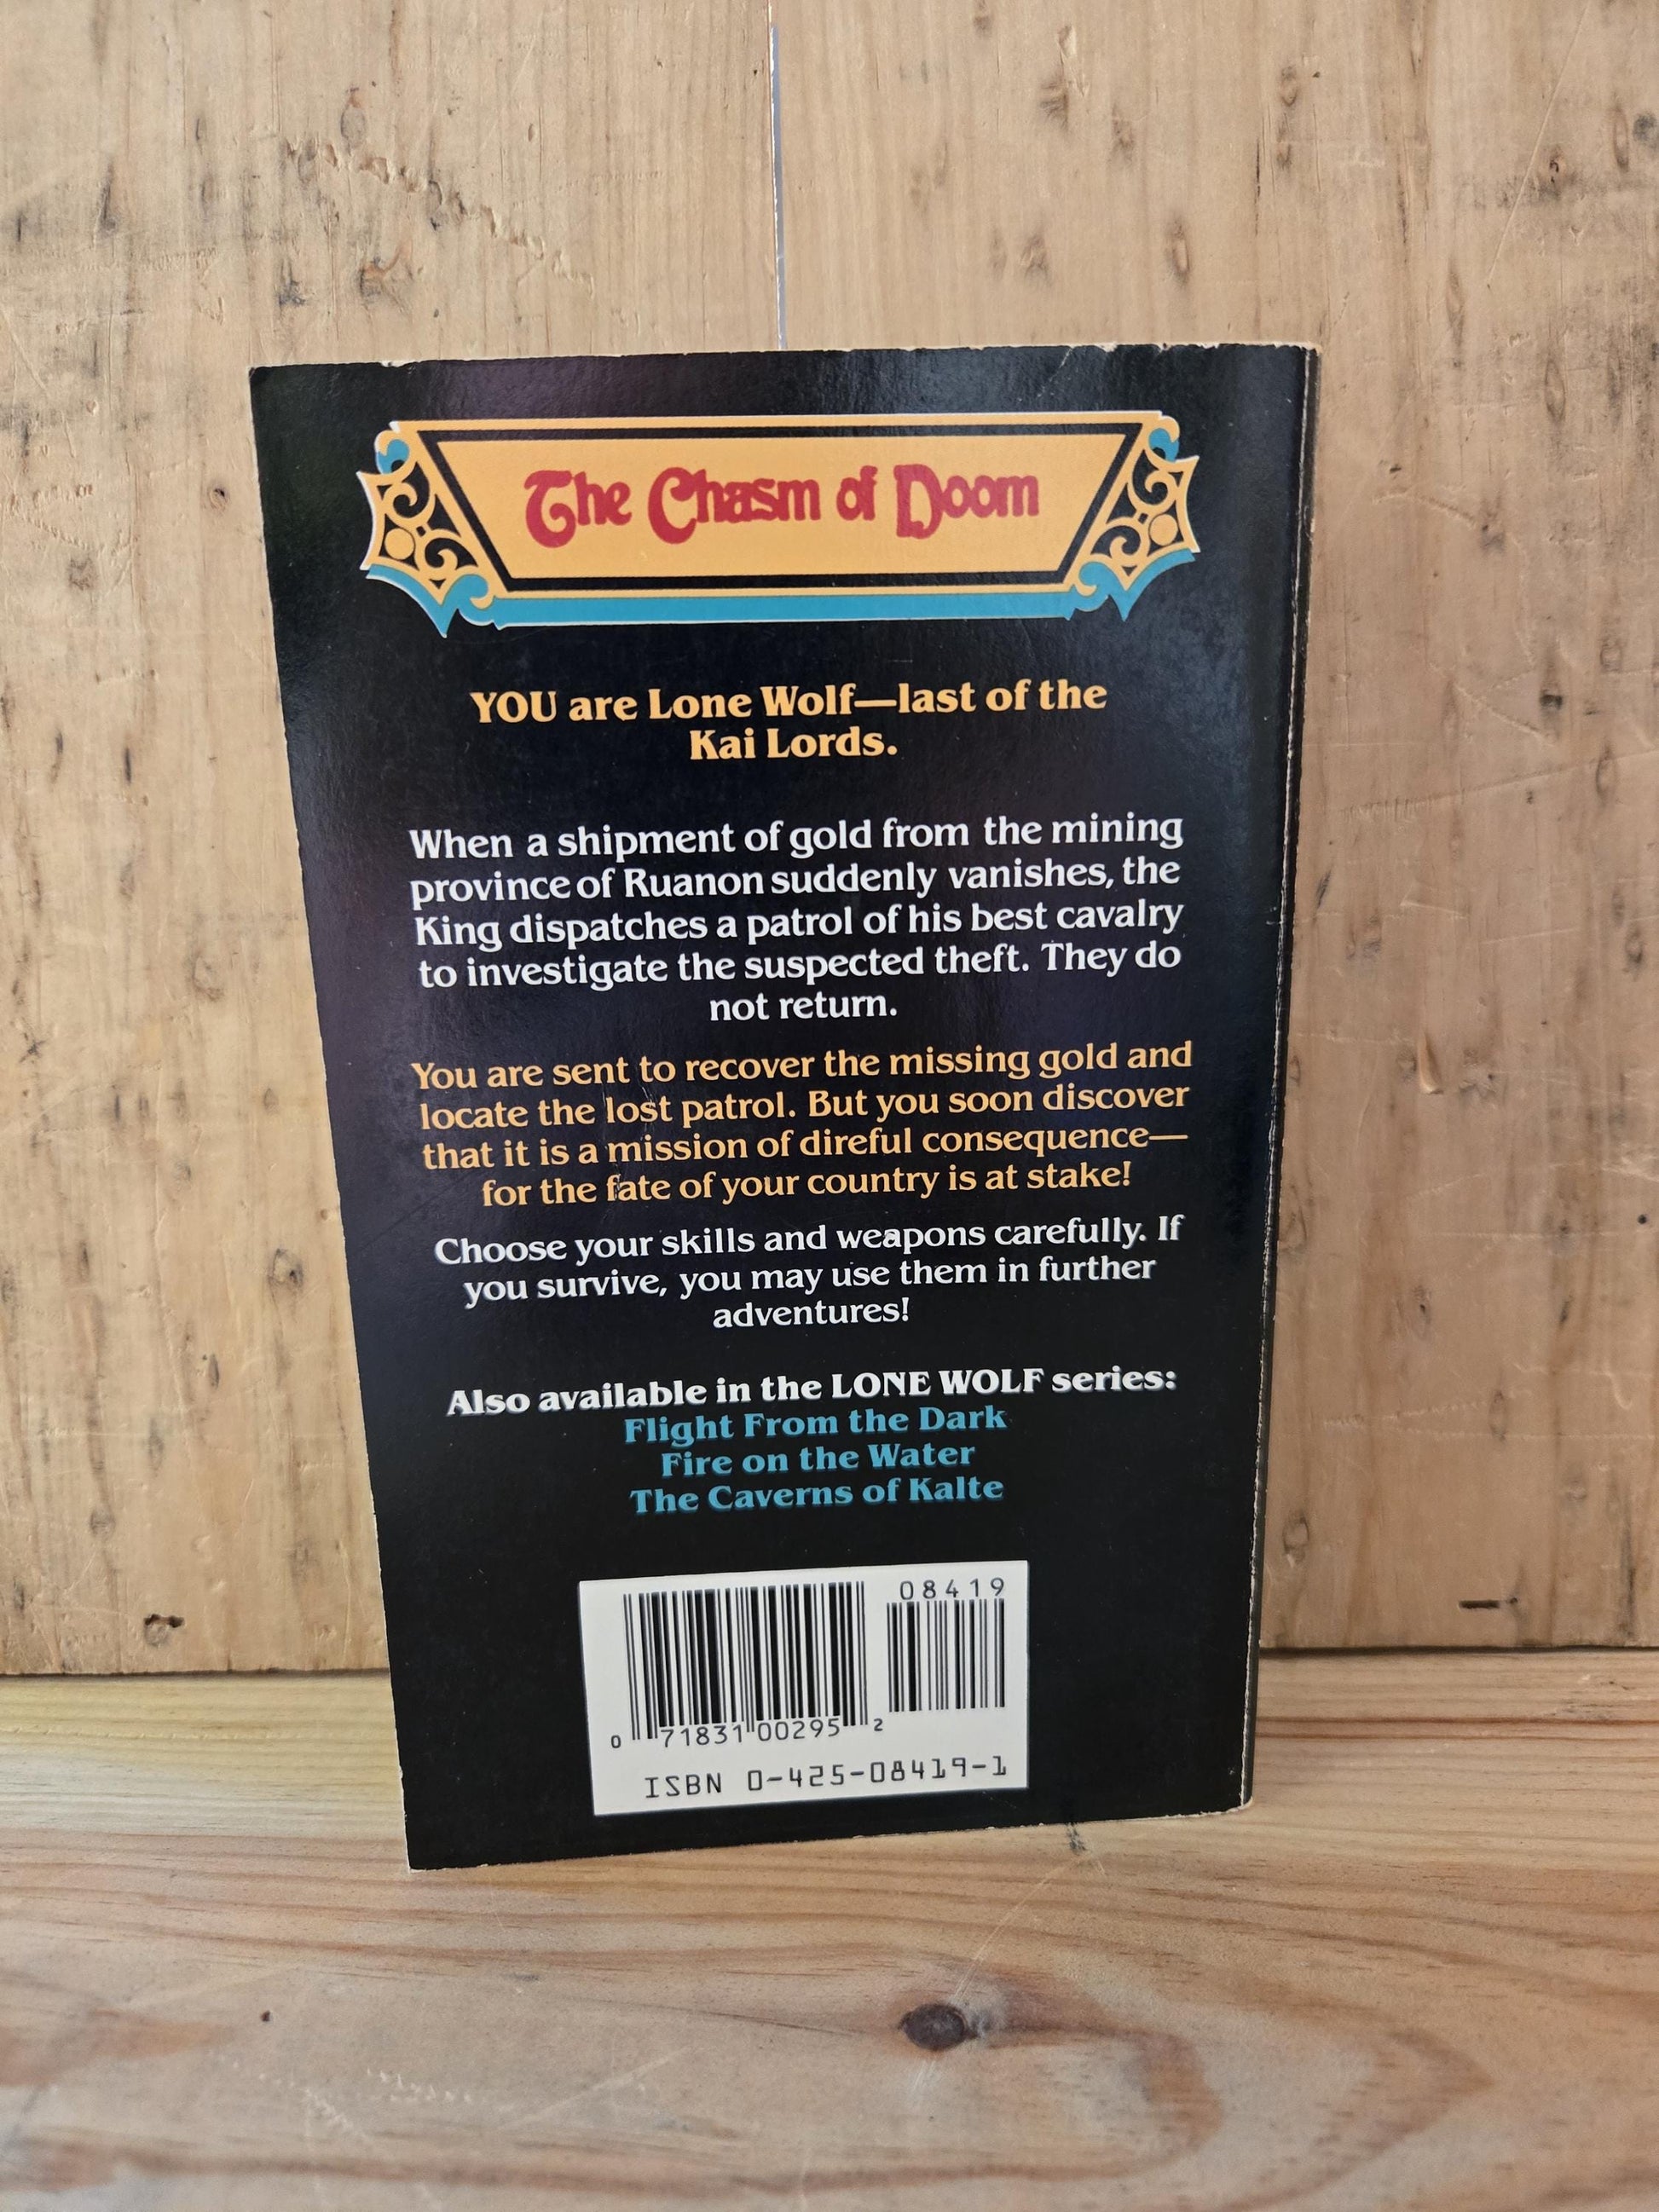 The Chasm of Doom
YOU are Lone Wolf—last of the
Kai Lords.
When a shipment of gold from the mining
province of Ruanon suddenly vanishes, the
King dispatches a patrol of his best cavalry
to investigate the suspected theft. They do
not return.
You are sent to recover the missing gold and
locate the lost patrol. But you soon discover
that it is a mission of direful consequence—
for the fate of your country is at stake!
Choose your skills and weapons carefully. If
you survive, you may use them in further
adventures!
Also available in the LONE WOLF series:
Flight From the Dark
Fire on the Water
The Caverns of Kalte
08419
0 71831 00295 2
ISBN 0-425-08419-1